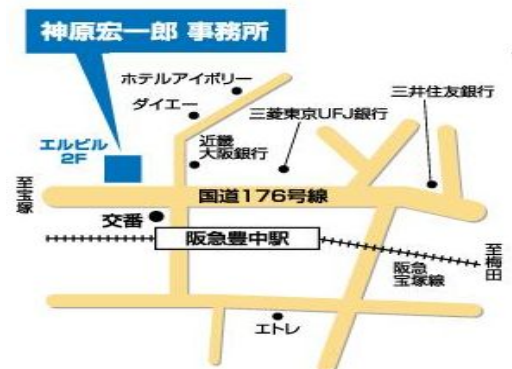 神原宏一郎 事務所
ホテルアイボリー
ダイエー
三井住友銀行
三菱東京UFJ銀行
エルビル
2F
近畿
大阪銀行
至宝塚
国道176号線
交番
阪急豊中駅
至梅田
阪急
宝塚線
エトレ